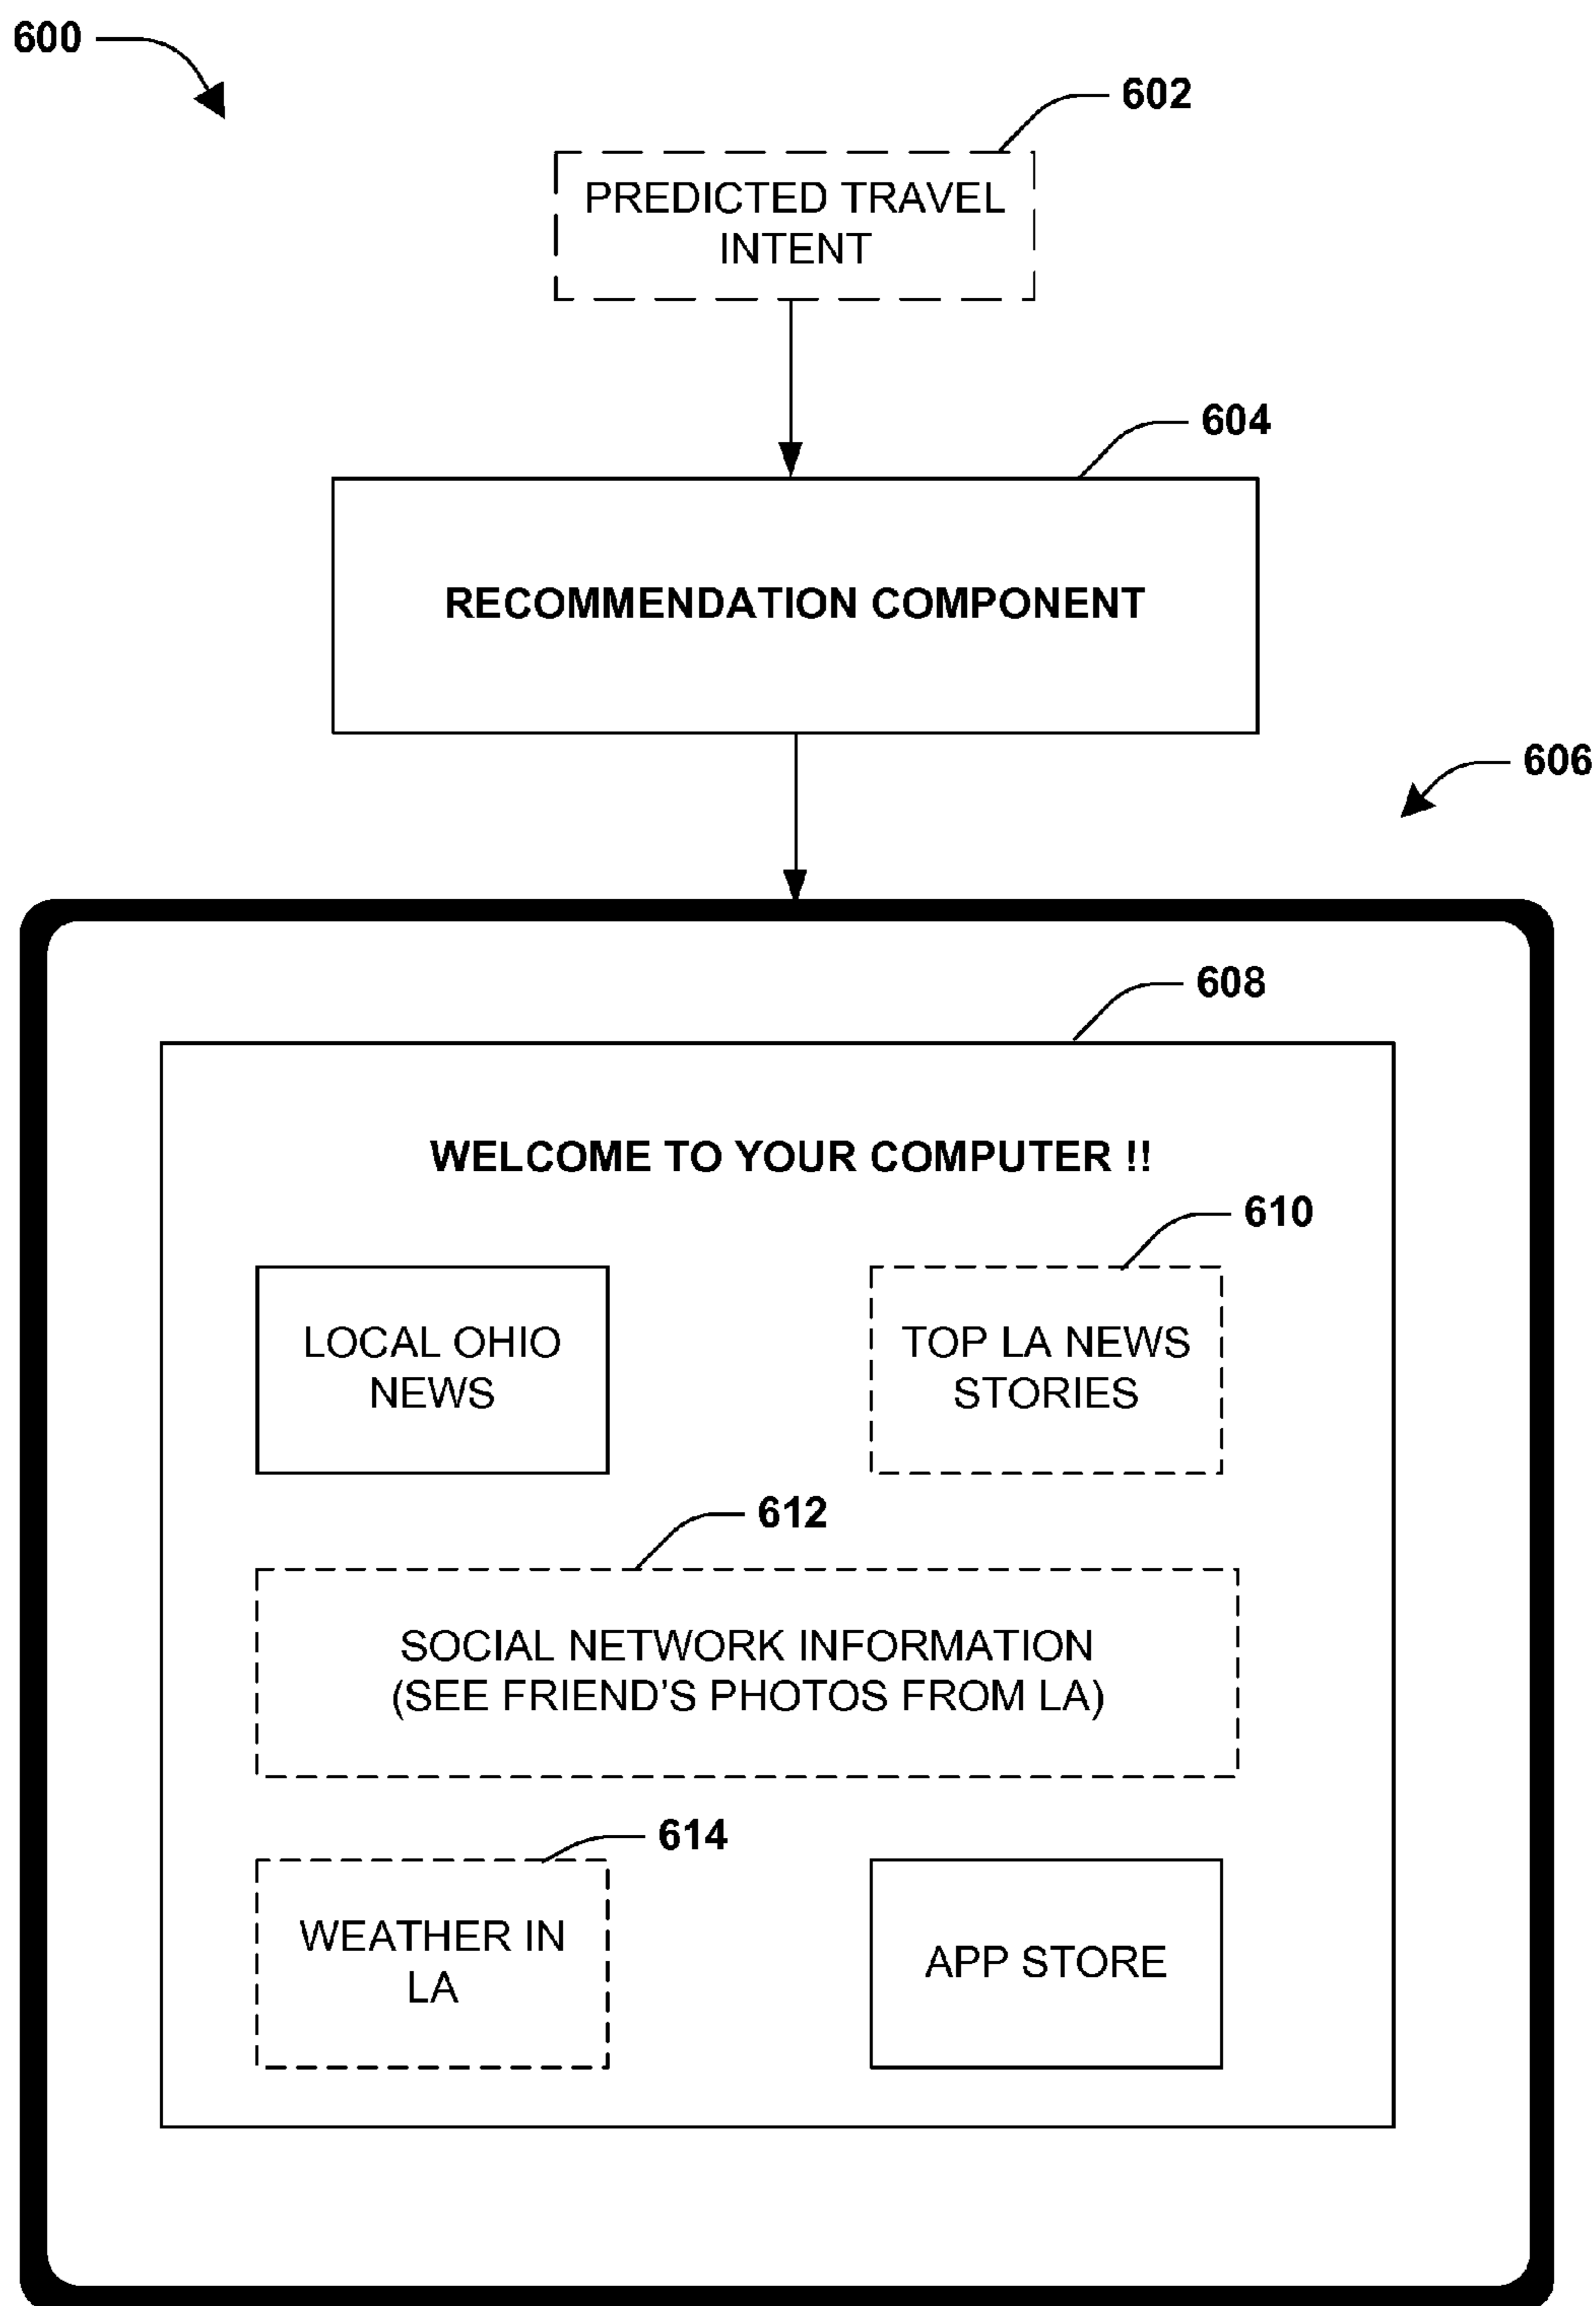 600
602
PREDICTED TRAVEL
INTENT
604
RECOMMENDATION COMPONENT
606
608
WELCOME TO YOUR COMPUTER !!
610
LOCAL OHIO
NEWS
TOP LA NEWS
STORIES
612
SOCIAL NETWORK INFORMATION
(SEE FRIEND'S PHOTOS FROM LA)
614
WEATHER IN
LA
APP STORE